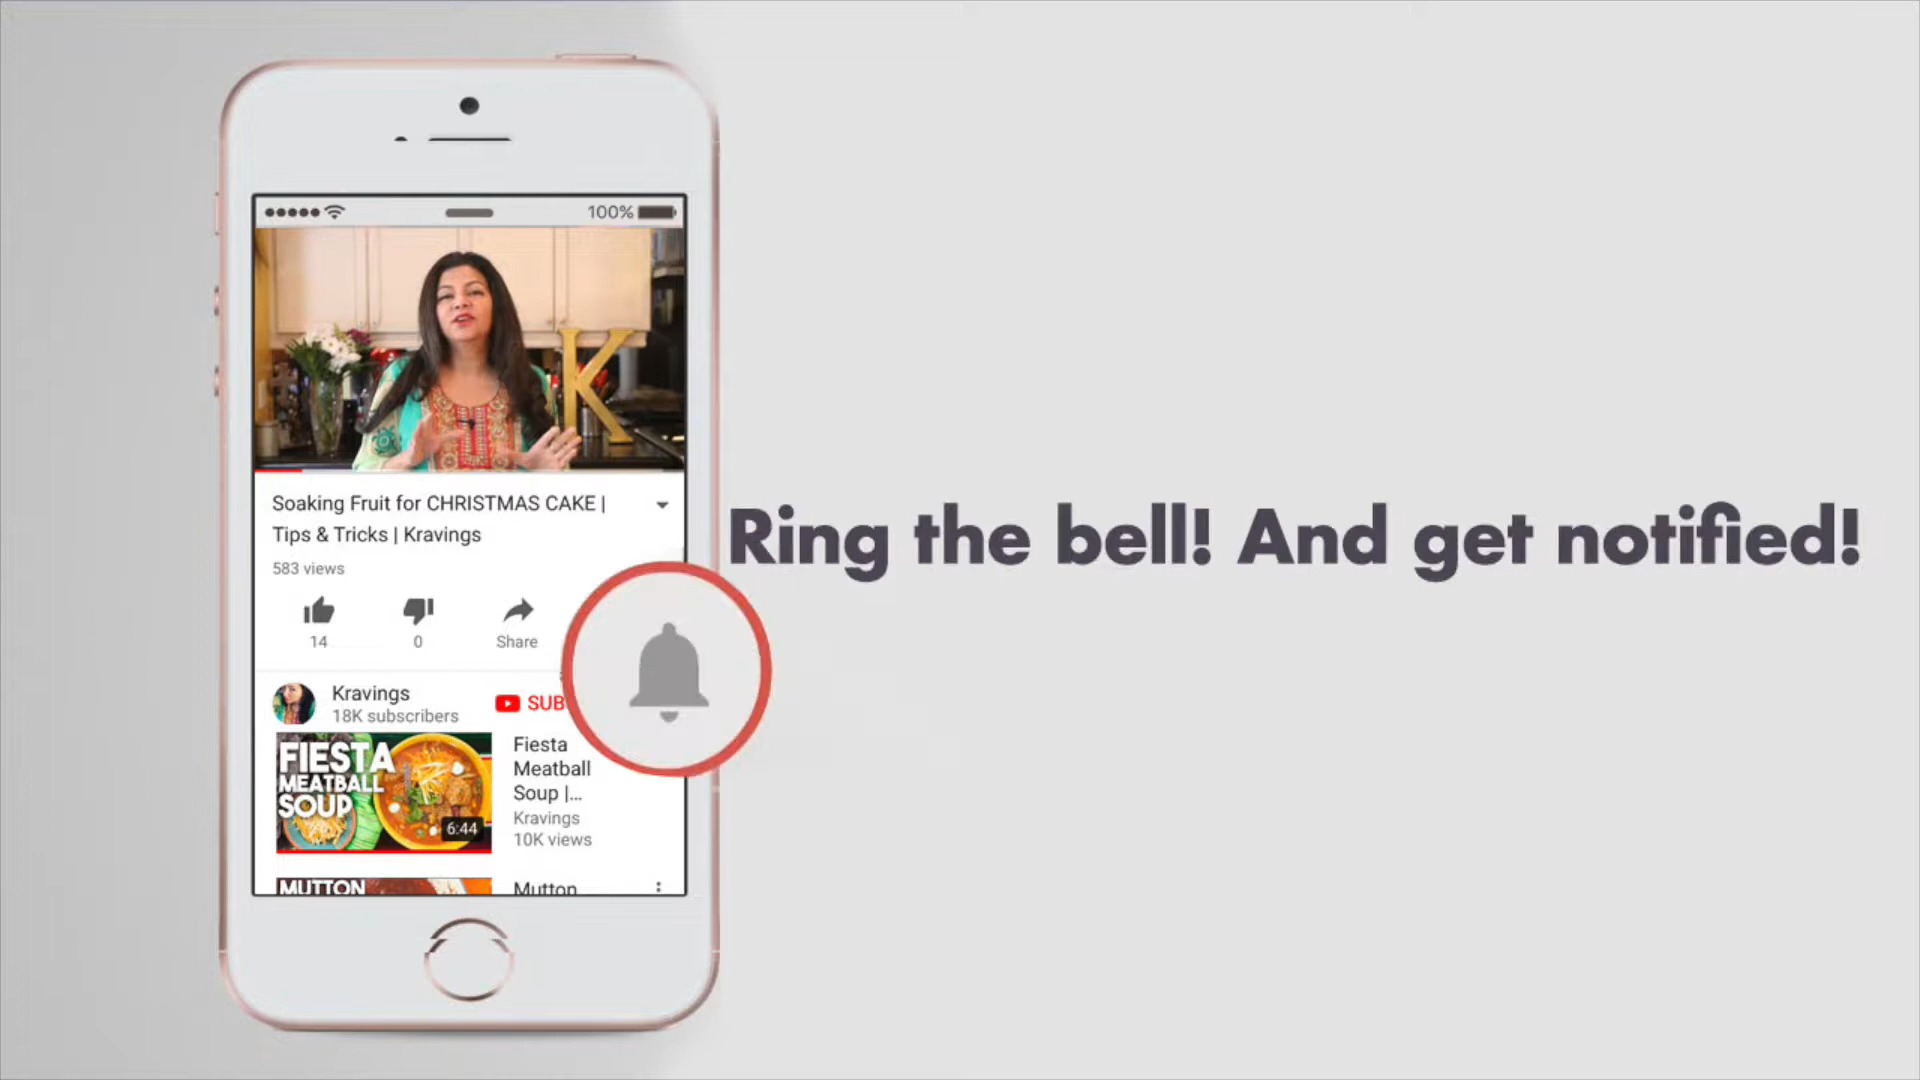 100%
K
Soaking Fruit for CHRISTMAS CAKE |
Tips & Tricks | Kravings
583 views
14
0
Share
Kravings
18K subscribers
SUB
FIESTA
MEATBALL
SOUP
6:44
Fiesta
Meatball
Soup |...
Kravings
10K views
MUTTON
Mutton
Ring the bell! And get notified!